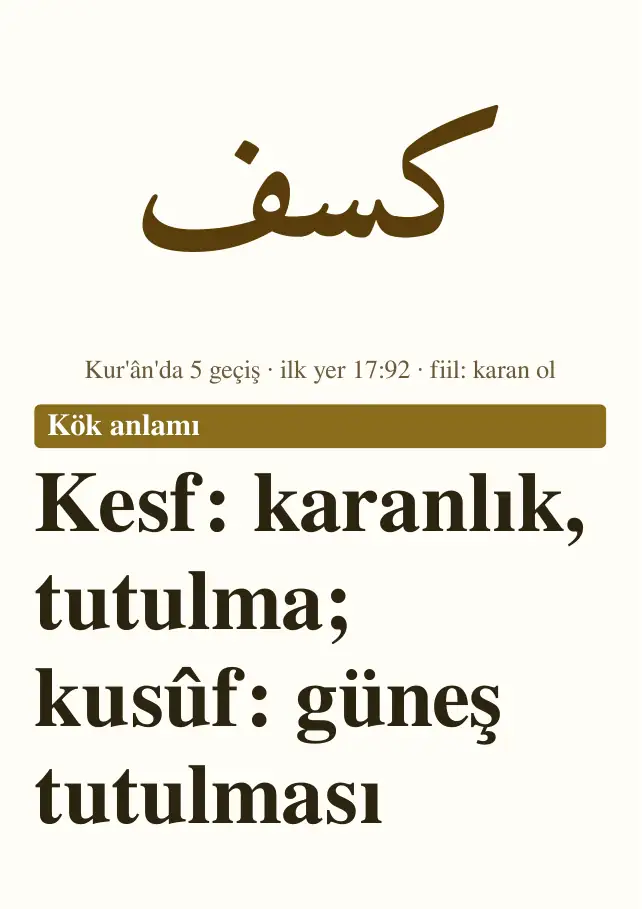 كسف
Kur'ân'da 5 geçiş · ilk yer 17:92 · fiil: karan ol
Kök anlamı
Kesf: karanlık,
tutulma;
kusûf: güneş
tutulması